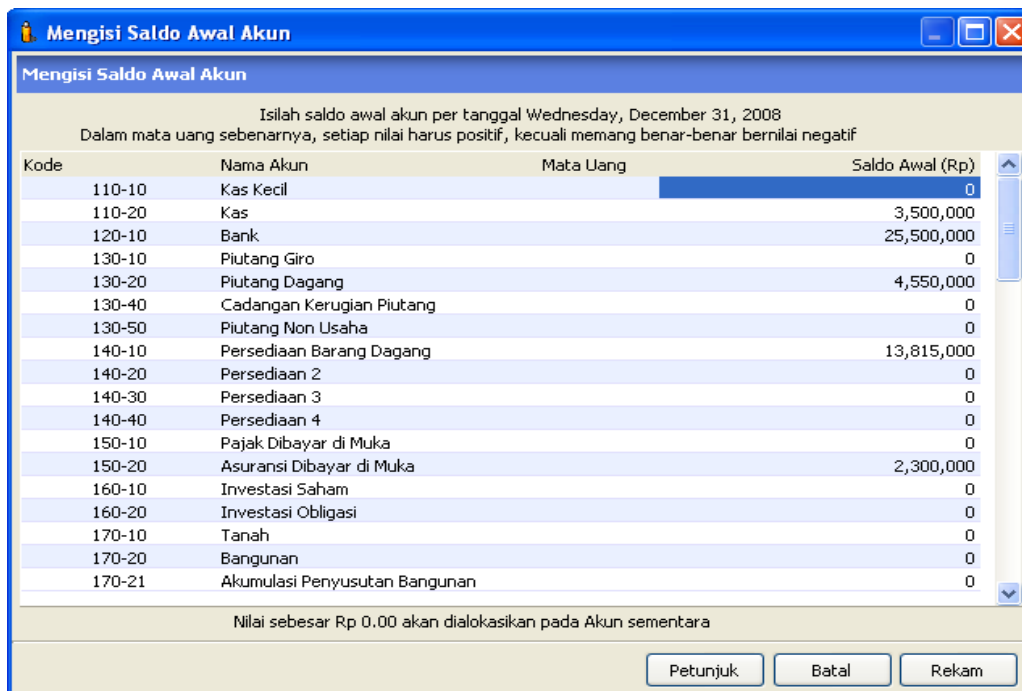 Mengisi Saldo Awal Akun
Mengisi Saldo Awal Akun
Isilah saldo awal akun per tanggal Wednesday, December 31, 2008
Dalam mata uang sebenarnya, setiap nilai harus positif, kecuali memang benar-benar bernilai negatif
Kode Nama Akun Mata Uang Saldo Awal (Rp)
110-10 Kas Kecil 0
110-20 Kas 3,500,000
120-10 Bank 25,500,000
130-10 Piutang Giro 0
130-20 Piutang Dagang 4,550,000
130-40 Cadangan Kerugian Piutang 0
130-50 Piutang Non Usaha 0
140-10 Persediaan Barang Dagang 13,815,000
140-20 Persediaan 2 0
140-30 Persediaan 3 0
140-40 Persediaan 4 0
150-10 Pajak Dibayar di Muka 0
150-20 Asuransi Dibayar di Muka 2,300,000
160-10 Investasi Saham 0
160-20 Investasi Obligasi 0
170-10 Tanah 0
170-20 Bangunan 0
170-21 Akumulasi Penyusutan Bangunan 0
Nilai sebesar Rp 0.00 akan dialokasikan pada Akun sementara
Petunjuk Batal Rekam